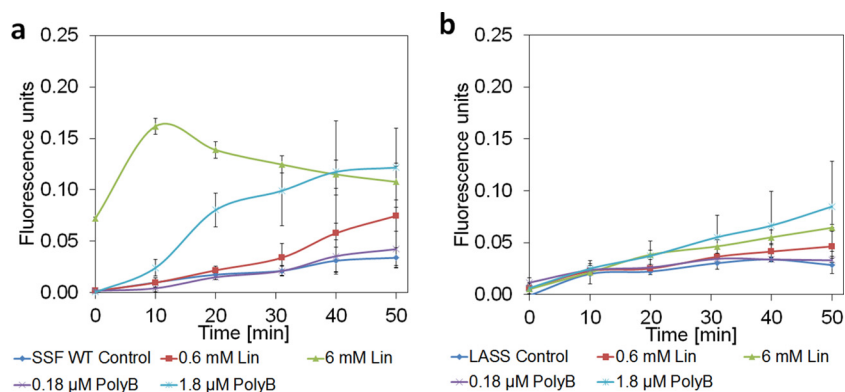 a
Fluorescence units
0.25
0.20
0.15
0.10
0.05
0.00
0 10 20 30 40 50
Time [min]
SSF WT Control 0.6 mM Lin 6 mM Lin
0.18 µM PolyB 1.8 µM PolyB
b
Fluorescence units
0.25
0.20
0.15
0.10
0.05
0.00
0 10 20 30 40 50
Time [min]
LASS Control 0.6 mM Lin 6 mM Lin
0.18 µM PolyB 1.8 µM PolyB